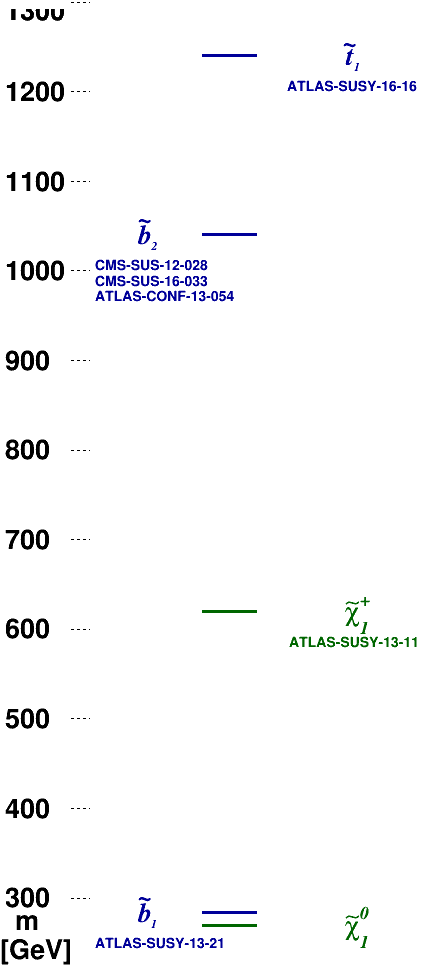 1300
t̃₁
1200
ATLAS-SUSY-16-16
1100
b̃₂
1000
CMS-SUS-12-028
CMS-SUS-16-033
ATLAS-CONF-13-054
900
800
700
χ̃₁⁺
600
ATLAS-SUSY-13-11
500
400
300
m
[GeV]
b̃₁
ATLAS-SUSY-13-21
χ̃₁⁰